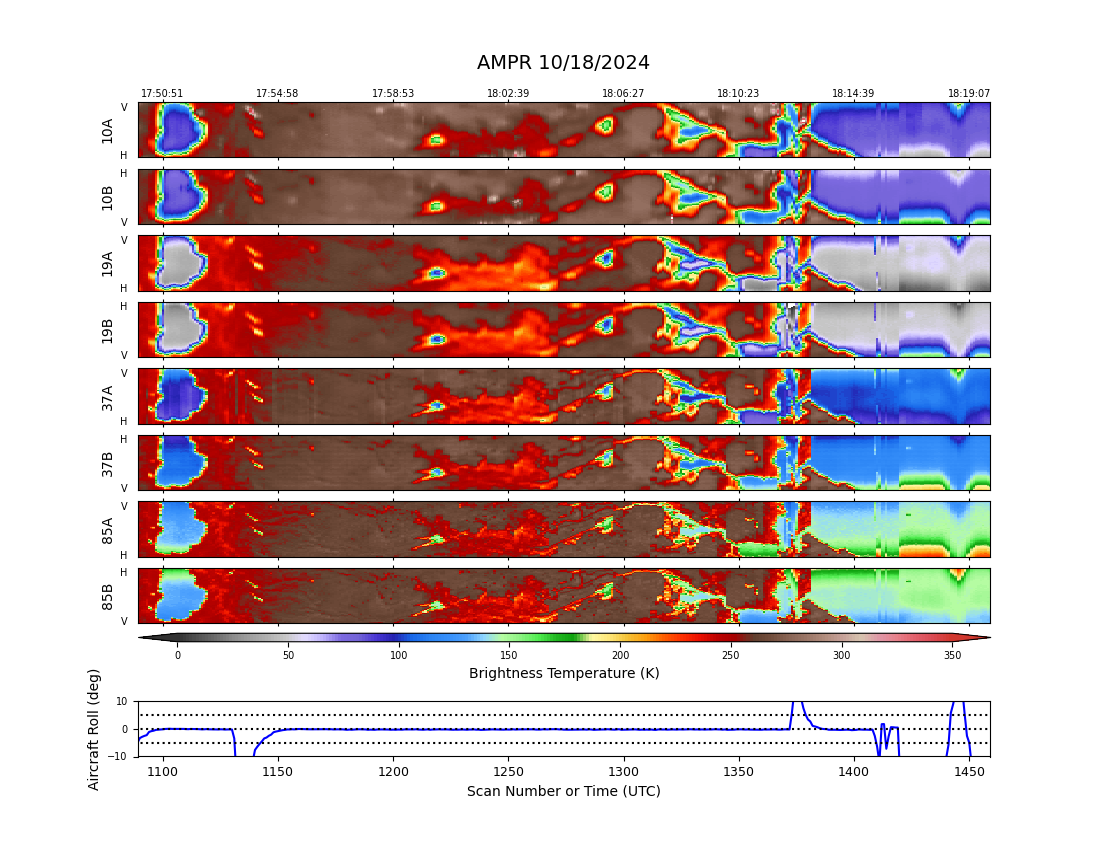 AMPR 10/18/2024
17:50:51 17:54:58 17:58:53 18:02:39 18:06:27 18:10:23 18:14:39 18:19:07
V
10A
H
H
10B
V
V
19A
H
H
19B
V
V
37A
H
H
37B
V
V
85A
H
H
85B
V
0 50 100 150 200 250 300 350
Brightness Temperature (K)
Aircraft Roll (deg)
10
0
−10
1100 1150 1200 1250 1300 1350 1400 1450
Scan Number or Time (UTC)